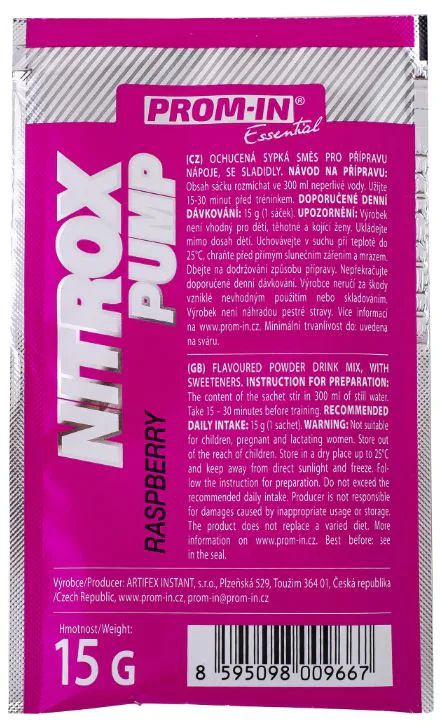 PROM-IN®
Essential
NITROX
PUMP
RASPBERRY
(CZ) OCHUCENÁ SYPKÁ SMĚS PRO PŘÍPRAVU
NÁPOJE, SE SLADIDLY. NÁVOD NA PŘÍPRAVU:
Obsah sáčku rozmíchat ve 300 ml neperlivé vody. Užijte
15-30 minut před tréninkem. DOPORUČENÉ DENNÍ
DÁVKOVÁNÍ: 15 g (1 sáček). UPOZORNĚNÍ: Výrobek
není vhodný pro děti, těhotné a kojící ženy. Ukládejte
mimo dosah dětí. Uchovávejte v suchu při teplotě do
25°C, chraňte před přímým slunečním zářením a mrazem.
Dbejte na dodržování způsobu přípravy. Nepřekračujte
doporučené denní dávkování. Výrobce neručí za škody
vzniklé nevhodným použitím nebo skladováním.
Výrobek není náhradou pestré stravy. Více informací
na www.prom-in.cz. Minimální trvanlivost do: uvedena
na sváru.
(GB) FLAVOURED POWDER DRINK MIX, WITH
SWEETENERS. INSTRUCTION FOR PREPARATION:
The content of the sachet stir in 300 ml of still water.
Take 15 – 30 minutes before training. RECOMMENDED
DAILY INTAKE: 15 g (1 sachet). WARNING: Not suitable
for children, pregnant and lactating women. Store out
of the reach of children. Store in a dry place up to 25°C
and keep away from direct sunlight and freeze. Fol-
low the instruction for preparation. Do not exceed the
recommended daily intake. Producer is not responsible
for damages caused by inappropriate usage or storage.
The product does not replace a varied diet. More
information on www.prom-in.cz. Best before: see
in the seal.
Výrobce/Producer: ARTIFEX INSTANT, s.r.o., Plzeňská 529, Toužim 364 01, Česká republika
/Czech Republic, www.prom-in.cz, prom-in@prom-in.cz
Hmotnost/Weight:
15 G
8 595098 009667